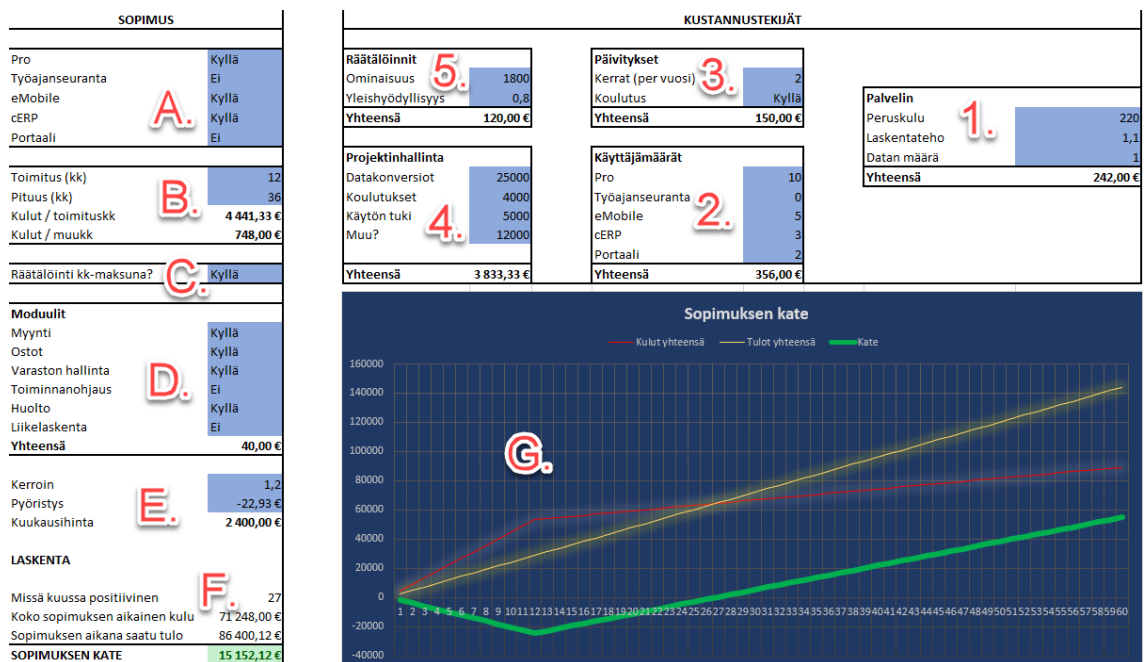 SOPIMUS
Pro Kyllä
Työajanseuranta Ei
eMobile Kyllä
cERP Kyllä
Portaali Ei
A.
Toimitus (kk) 12
Pituus (kk) 36
Kulut / toimituskk 4 441,33 €
Kulut / muukk 748,00 €
B.
Räätälöinti kk-maksuna? Kyllä
C.
Moduulit
Myynti Kyllä
Ostot Kyllä
Varaston hallinta Kyllä
Toiminnanohjaus Ei
Huolto Kyllä
Liikelaskenta Ei
Yhteensä 40,00 €
D.
Kerroin 1,2
Pyöristys -22,93 €
Kuukausihinta 2 400,00 €
E.
LASKENTA
Missä kuussa positiivinen 27
Koko sopimuksen aikainen kulu 71 248,00 €
Sopimuksen aikana saatu tulo 86 400,12 €
SOPIMUKSEN KATE 15 152,12 €
F.
KUSTANNUSTEKIJÄT
Räätälöinnit
Ominaisuus 1800
Yleishyödyllisyys 0,8
Yhteensä 120,00 €
5.
Päivitykset
Kerrat (per vuosi) 2
Koulutus Kyllä
Yhteensä 150,00 €
3.
Palvelin
Peruskulu 220
Laskentateho 1,1
Datan määrä 1
Yhteensä 242,00 €
1.
Projektinhallinta
Datakonversiot 25000
Koulutukset 4000
Käytön tuki 5000
Muu? 12000
Yhteensä 3 833,33 €
4.
Käyttäjämäärät
Pro 10
Työajanseuranta 0
eMobile 5
cERP 3
Portaali 2
Yhteensä 356,00 €
2.
Sopimuksen kate
Kulut yhteensä Tulot yhteensä Kate
160000
140000
120000
100000
80000
60000
40000
20000
0
-20000
-40000
1 2 3 4 5 6 7 8 9 10 11 12 13 14 15 16 17 18 19 20 21 22 23 24 25 26 27 28 29 30 31 32 33 34 35 36 37 38 39 40 41 42 43 44 45 46 47 48 49 50 51 52 53 54 55 56 57 58 59 60
G.